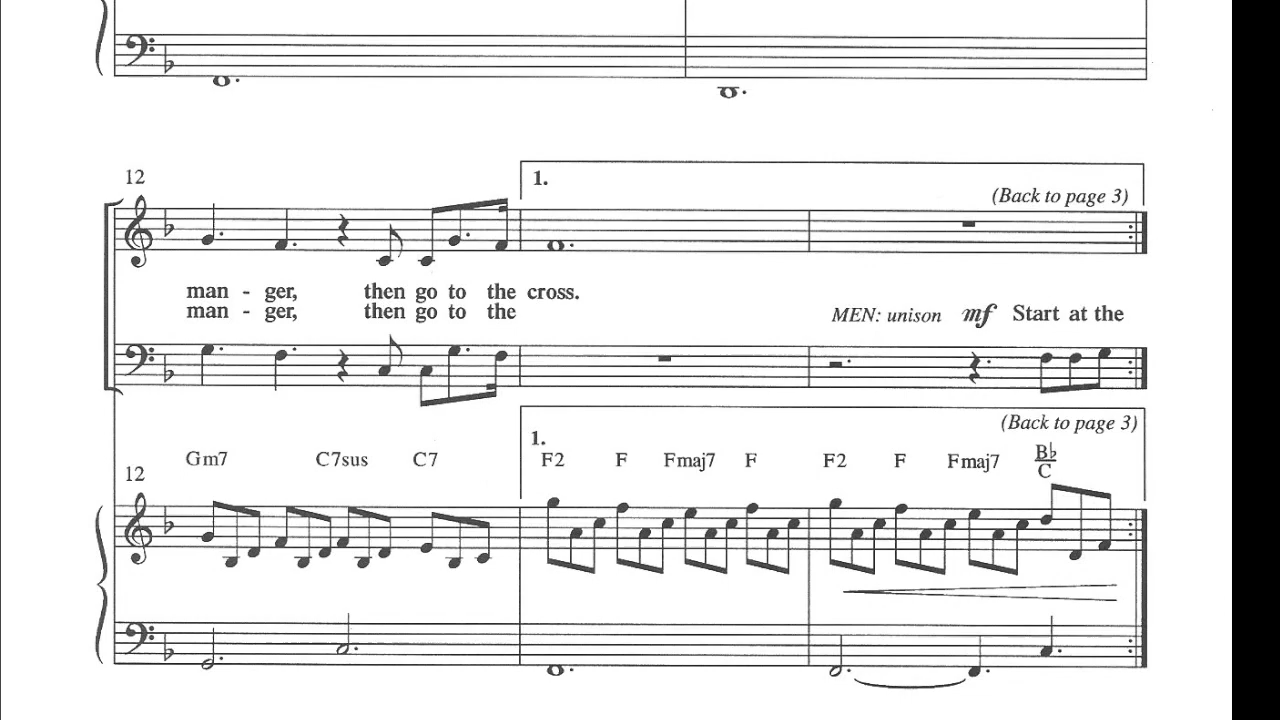 12
1.
(Back to page 3)
man - ger, then go to the cross.
man - ger, then go to the
MEN: unison mf Start at the
(Back to page 3)
1.
Gm7 C7sus C7 F2 F Fmaj7 F F2 F Fmaj7 B♭
C
12